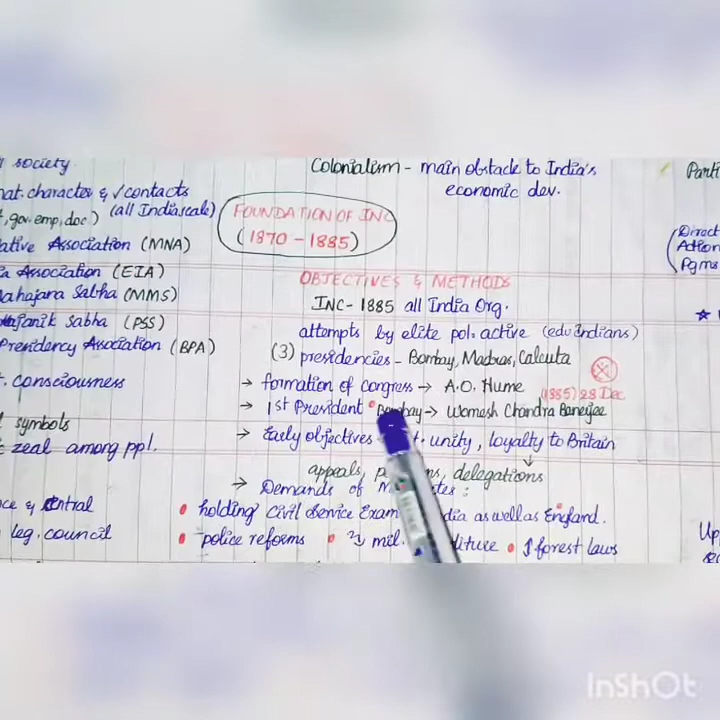 society
Colonialism - main obstacle to India's
economic dev.
Parti
nat. character & ✓contacts
, gov. emp, doc) (all India scale)
FOUNDATION OF INC
(1870 - 1885)
ative Association (MNA)
a Association (EIA)
Mahajara Sabha (MMS)
Sabha (PSS)
Presidency Association (BPA)
. consciousness
symbols
zeal among ppl.
ce & Central
leg. council
OBJECTIVES & METHODS
INC - 1885 all India Org.
attempts by elite pol. active (edu Indians)
(3) presidencies - Bombay, Madras, Calcuta
→ formation of congress → A.O. Hume
(1885) 28 Dec
→ 1st President • Bombay → Womesh Chandra Banerjee
→ Early objectives unity, loyalty to Britain
appeals, delegations
→ Demands of
• holding Civil Service Exam as well as England.
• police reforms • mil. • forest laws
(Direct
Action
Pgms
★
Up
InShOt